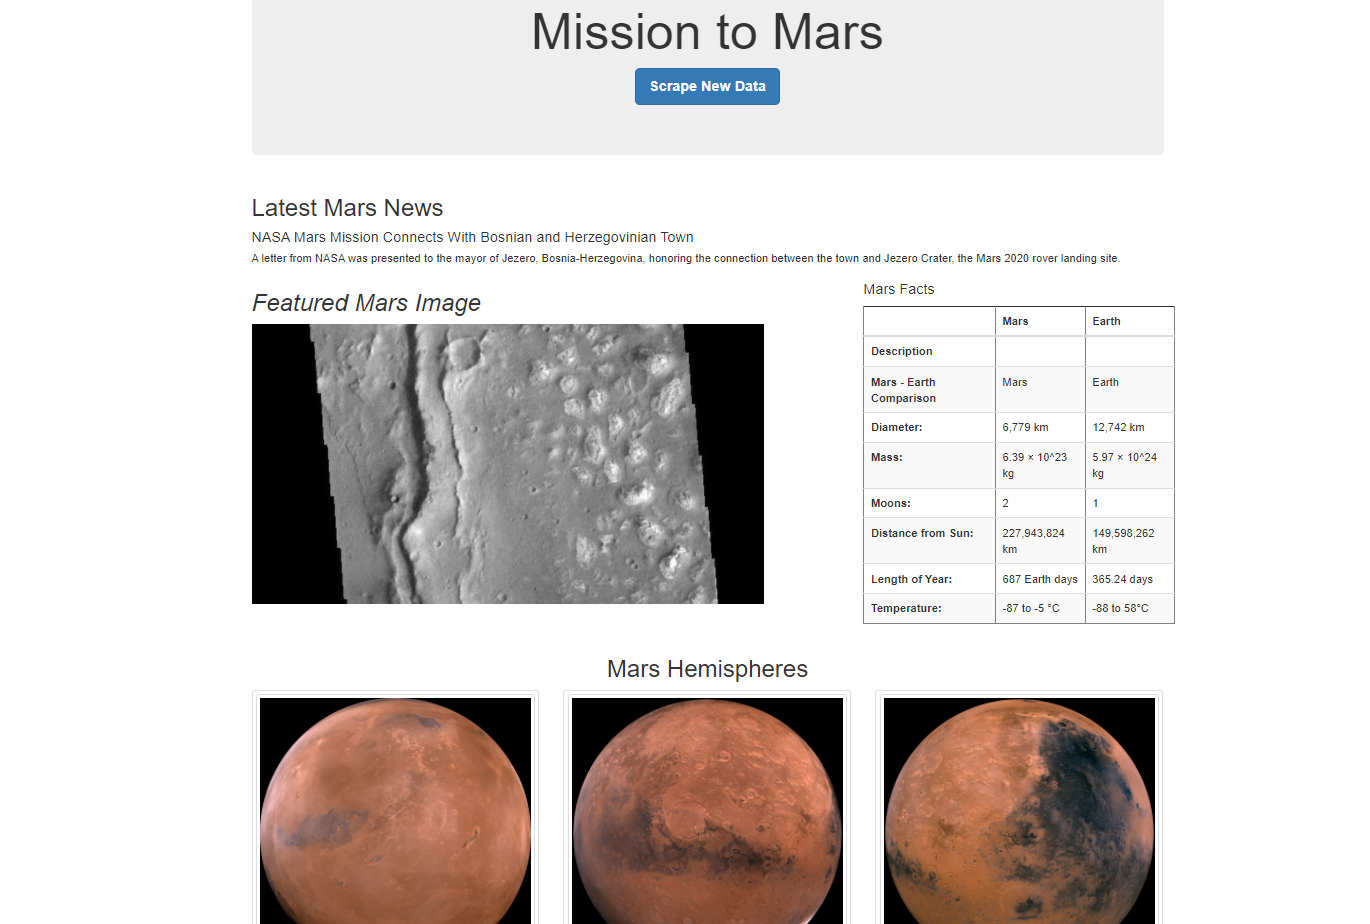 Mission to Mars
Scrape New Data
Latest Mars News
NASA Mars Mission Connects With Bosnian and Herzegovinian Town
A letter from NASA was presented to the mayor of Jezero, Bosnia-Herzegovina, honoring the connection between the town and Jezero Crater, the Mars 2020 rover landing site.
Featured Mars Image
Mars Facts
Mars Earth
Description
Mars - Earth Comparison Mars Earth
Diameter: 6,779 km 12,742 km
Mass: 6.39 × 10^23 kg 5.97 × 10^24 kg
Moons: 2 1
Distance from Sun: 227,943,824 km 149,598,262 km
Length of Year: 687 Earth days 365.24 days
Temperature: -87 to -5 °C -88 to 58°C
Mars Hemispheres